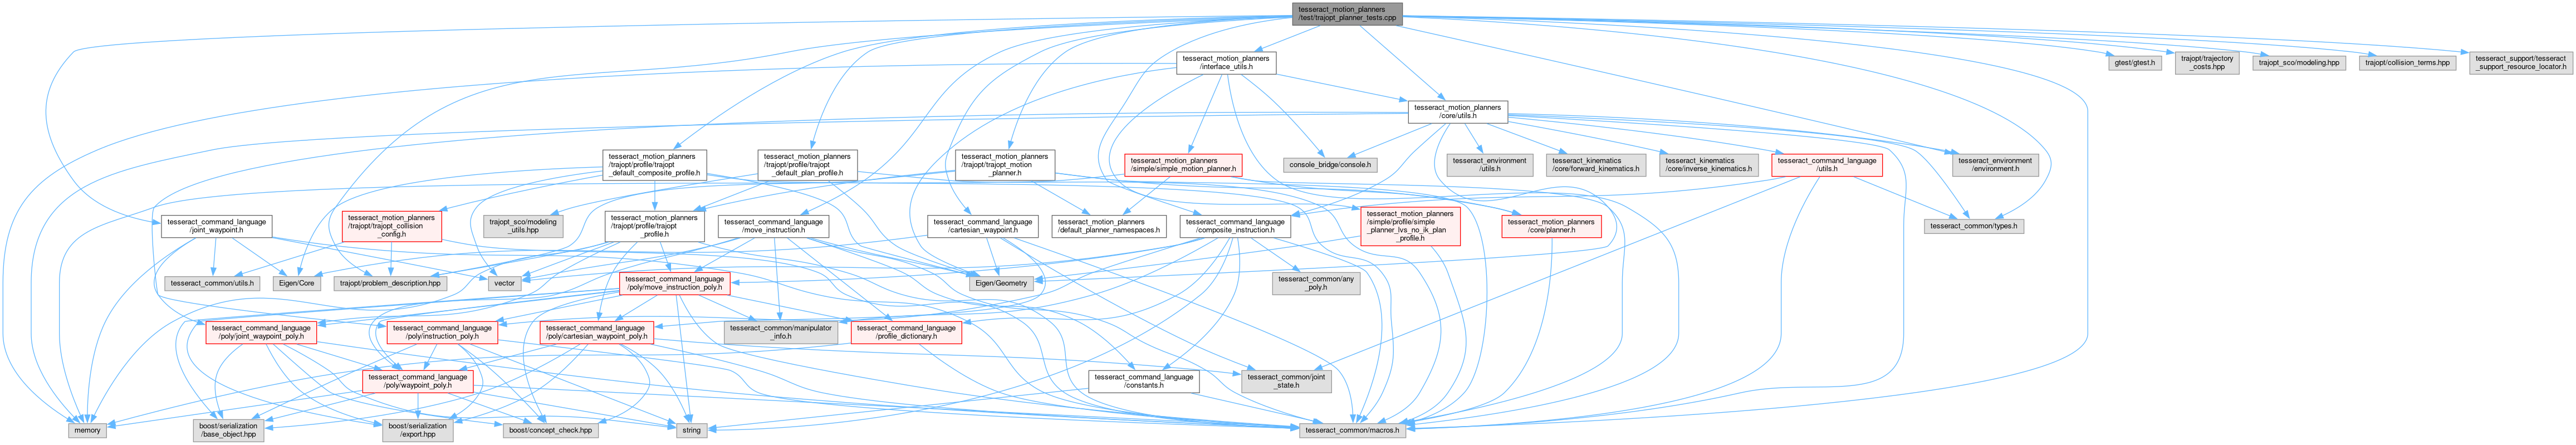 tesseract_motion_planners
/test/trajopt_planner_tests.cpp
tesseract_motion_planners
/interface_utils.h
gtest/gtest.h
trajopt/trajectory
_costs.hpp
trajopt_sco/modeling.hpp
trajopt/collision_terms.hpp
tesseract_support/tesseract
_support_resource_locator.h
tesseract_motion_planners
/core/utils.h
tesseract_motion_planners
/trajopt/profile/trajopt
_default_composite_profile.h
tesseract_motion_planners
/trajopt/profile/trajopt
_default_plan_profile.h
tesseract_motion_planners
/trajopt/trajopt_motion
_planner.h
tesseract_motion_planners
/simple/simple_motion_planner.h
console_bridge/console.h
tesseract_environment
/utils.h
tesseract_kinematics
/core/forward_kinematics.h
tesseract_kinematics
/core/inverse_kinematics.h
tesseract_command_language
/utils.h
tesseract_environment
/environment.h
tesseract_command_language
/joint_waypoint.h
tesseract_motion_planners
/trajopt/trajopt_collision
_config.h
trajopt_sco/modeling
_utils.hpp
tesseract_motion_planners
/trajopt/profile/trajopt
_profile.h
tesseract_command_language
/move_instruction.h
tesseract_command_language
/cartesian_waypoint.h
tesseract_motion_planners
/default_planner_namespaces.h
tesseract_command_language
/composite_instruction.h
tesseract_motion_planners
/simple/profile/simple
_planner_lvs_no_ik_plan
_profile.h
tesseract_motion_planners
/core/planner.h
tesseract_common/types.h
tesseract_common/utils.h
Eigen/Core
trajopt/problem_description.hpp
vector
tesseract_command_language
/poly/move_instruction_poly.h
Eigen/Geometry
tesseract_common/any
_poly.h
tesseract_command_language
/poly/joint_waypoint_poly.h
tesseract_command_language
/poly/instruction_poly.h
tesseract_command_language
/poly/cartesian_waypoint_poly.h
tesseract_common/manipulator
_info.h
tesseract_command_language
/profile_dictionary.h
tesseract_command_language
/poly/waypoint_poly.h
tesseract_command_language
/constants.h
tesseract_common/joint
_state.h
memory
boost/serialization
/base_object.hpp
boost/serialization
/export.hpp
boost/concept_check.hpp
string
tesseract_common/macros.h